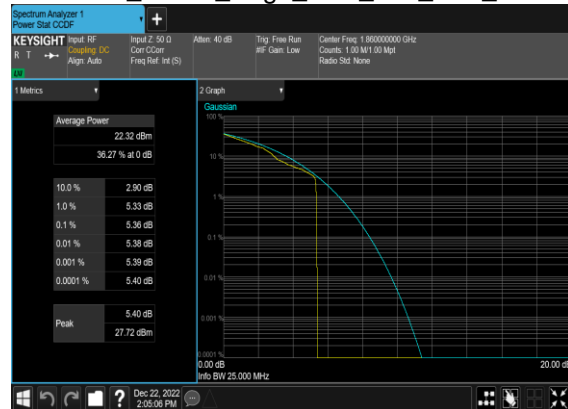 Spectrum Analyzer 1
Power Stat CCDF
+
KEYSIGHT
R T
Input: RF
Coupling: DC
Align: Auto
Input Z: 50 Ω
Corr CCorr
Freq Ref: Int (S)
Atten: 40 dB
Trig: Free Run
#IF Gain: Low
Center Freq: 1.860000000 GHz
Counts: 1.00 M/1.00 Mpt
Radio Std: None
1 Metrics
Average Power
22.32 dBm
36.27 % at 0 dB
10.0 % 2.90 dB
1.0 % 5.33 dB
0.1 % 5.36 dB
0.01 % 5.38 dB
0.001 % 5.39 dB
0.0001 % 5.40 dB
Peak
5.40 dB
27.72 dBm
2 Graph
Gaussian
100 %
10 %
1 %
0.1 %
0.01 %
0.001 %
0.0001 %
0.00 dB 20.00 dB
Info BW 25.000 MHz
?
Dec 22, 2022
2:05:06 PM